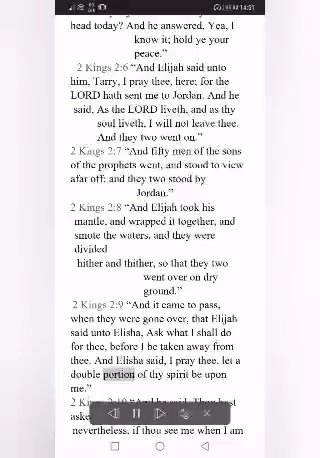 14:51
head today? And he answered, Yea, I
know it; hold ye your
peace."
2 Kings 2:6 "And Elijah said unto
him, Tarry, I pray thee, here; for the
LORD hath sent me to Jordan. And he
said, As the LORD liveth, and as thy
soul liveth, I will not leave thee.
And they two went on."
2 Kings 2:7 "And fifty men of the sons
of the prophets went, and stood to view
afar off: and they two stood by
Jordan."
2 Kings 2:8 "And Elijah took his
mantle, and wrapped it together, and
smote the waters, and they were
divided
hither and thither, so that they two
went over on dry
ground."
2 Kings 2:9 "And it came to pass,
when they were gone over, that Elijah
said unto Elisha, Ask what I shall do
for thee, before I be taken away from
thee. And Elisha said, I pray thee, let a
double portion of thy spirit be upon
me."
nevertheless, if thou see me when I am